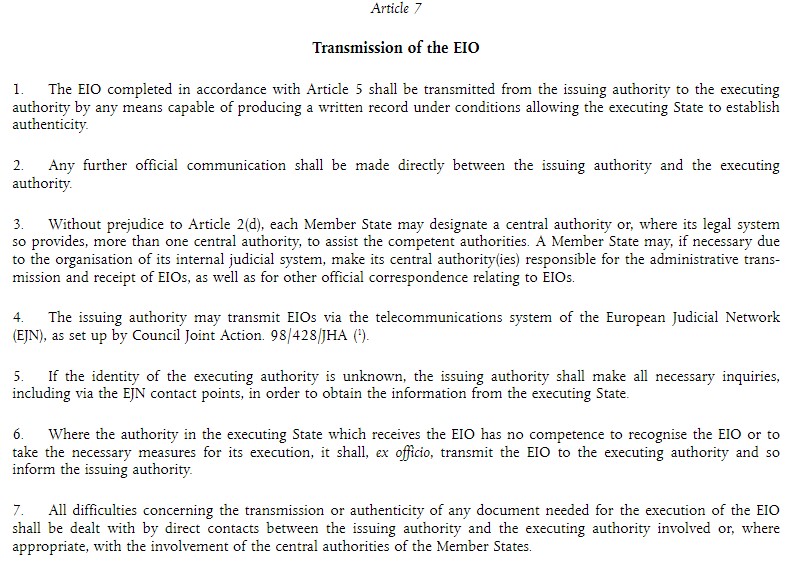 Article 7
Transmission of the EIO
1. The EIO completed in accordance with Article 5 shall be transmitted from the issuing authority to the executing
authority by any means capable of producing a written record under conditions allowing the executing State to establish
authenticity.
2. Any further official communication shall be made directly between the issuing authority and the executing
authority.
3. Without prejudice to Article 2(d), each Member State may designate a central authority or, where its legal system
so provides, more than one central authority, to assist the competent authorities. A Member State may, if necessary due
to the organisation of its internal judicial system, make its central authority(ies) responsible for the administrative trans-
mission and receipt of EIOs, as well as for other official correspondence relating to EIOs.
4. The issuing authority may transmit EIOs via the telecommunications system of the European Judicial Network
(EJN), as set up by Council Joint Action. 98/428/JHA (¹).
5. If the identity of the executing authority is unknown, the issuing authority shall make all necessary inquiries,
including via the EJN contact points, in order to obtain the information from the executing State.
6. Where the authority in the executing State which receives the EIO has no competence to recognise the EIO or to
take the necessary measures for its execution, it shall, ex officio, transmit the EIO to the executing authority and so
inform the issuing authority.
7. All difficulties concerning the transmission or authenticity of any document needed for the execution of the EIO
shall be dealt with by direct contacts between the issuing authority and the executing authority involved or, where
appropriate, with the involvement of the central authorities of the Member States.